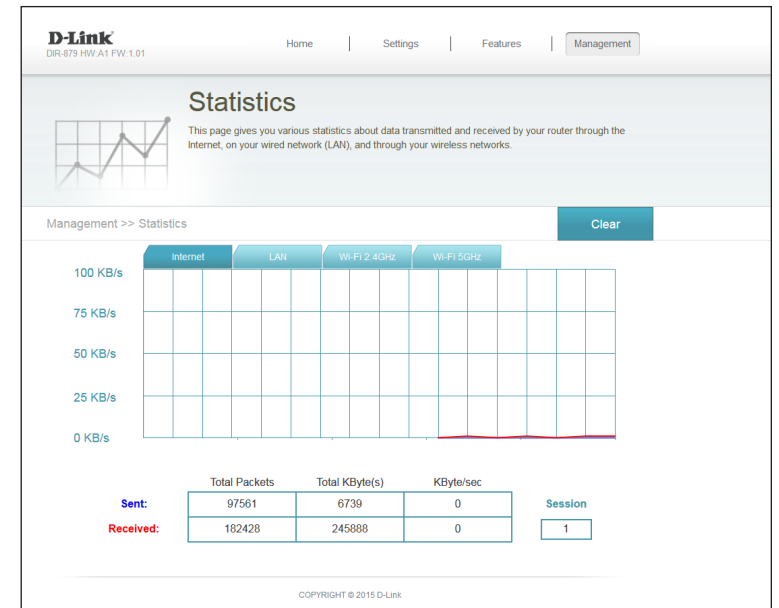 D-Link
DIR-879 HW:A1 FW:1.01
Home | Settings | Features | Management
Statistics
This page gives you various statistics about data transmitted and received by your router through the
Internet, on your wired network (LAN), and through your wireless networks.
Management >> Statistics
Clear
Internet LAN Wi-Fi 2.4GHz Wi-Fi 5GHz
100 KB/s
75 KB/s
50 KB/s
25 KB/s
0 KB/s
Total Packets Total KByte(s) KByte/sec
Sent: 97561 6739 0 Session
Received: 182428 245888 0 1
COPYRIGHT © 2015 D-Link